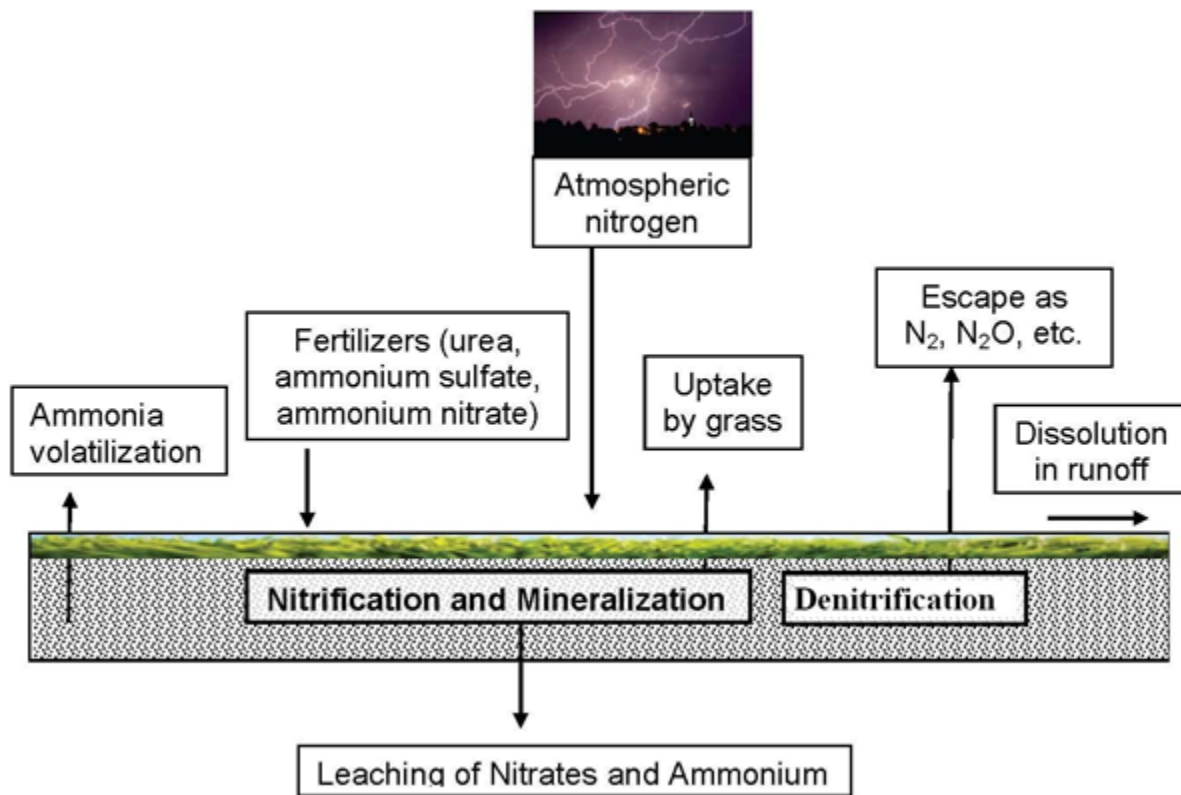 Atmospheric
nitrogen
Escape as
N₂, N₂O, etc.
Fertilizers (urea,
ammonium sulfate,
ammonium nitrate)
Uptake
by grass
Ammonia
volatilization
Dissolution
in runoff
Nitrification and Mineralization
Denitrification
Leaching of Nitrates and Ammonium